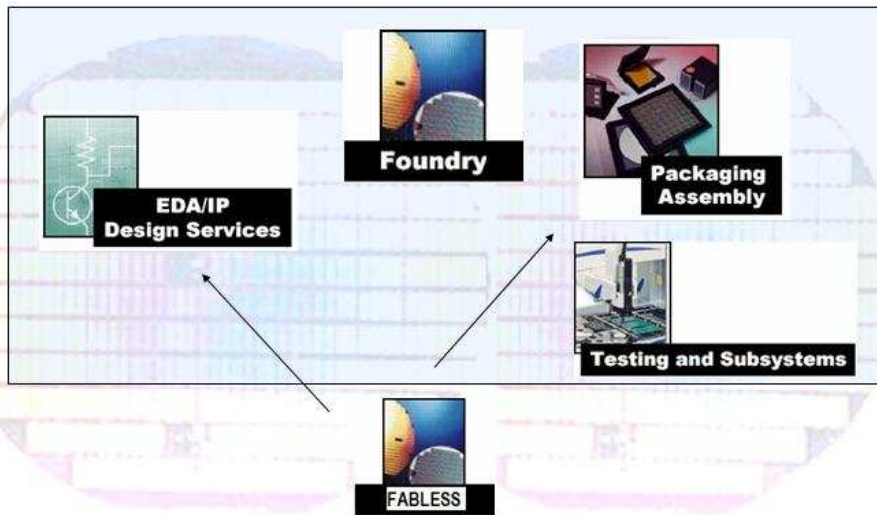 Foundry
EDA/IP
Design Services
Packaging
Assembly
Testing and Subsystems
FABLESS